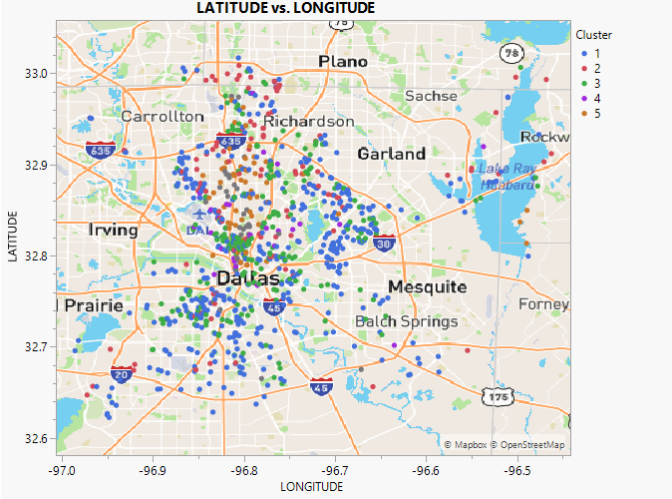 LATITUDE vs. LONGITUDE
75
Plano
78
Sachse
Carrollton
Richardson
635
635
Rockw
Garland
Lake Ray
Hubbard
DAL
Irving
30
Dallas
Mesquite
45
Prairie
Forney
Balch Springs
20
45
175
© Mapbox © OpenStreetMap
Cluster
1
2
3
4
5
LATITUDE
33.0
32.9
32.8
32.7
32.6
-97.0
-96.9
-96.8
-96.7
-96.6
-96.5
LONGITUDE